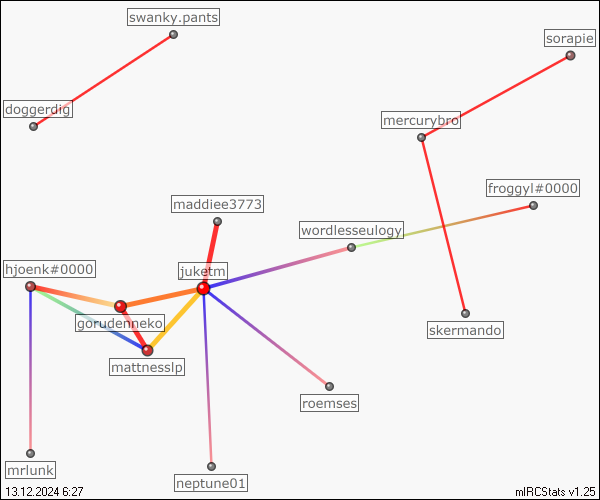 swanky.pants
sorapie
doggerdig
mercurybro
froggyl#0000
maddiee3773
wordlesseulogy
hjoenk#0000
juketm
gorudenneko
skermando
mattnesslp
roemses
mrlunk
neptune01
13.12.2024 6:27
mIRCStats v1.25